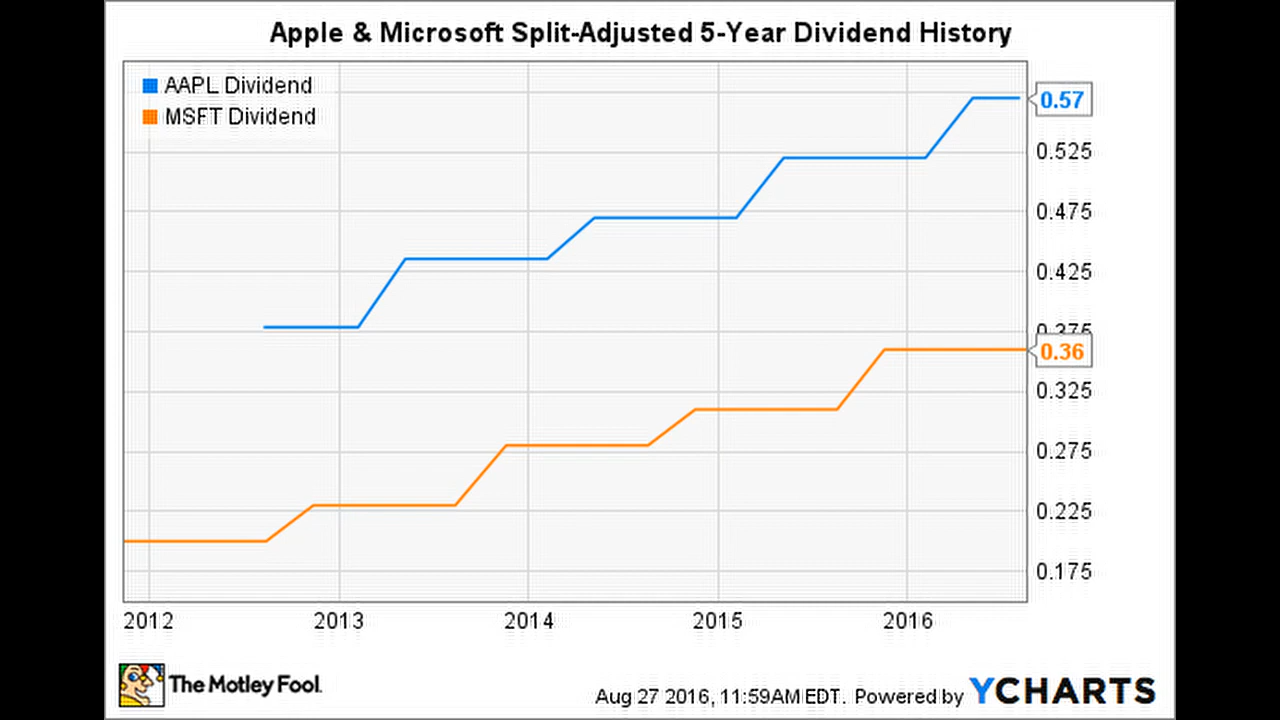 Apple & Microsoft Split-Adjusted 5-Year Dividend History
AAPL Dividend
MSFT Dividend
0.57
0.525
0.475
0.425
0.375
0.36
0.325
0.275
0.225
0.175
2012 2013 2014 2015 2016
The Motley Fool.
Aug 27 2016, 11:59AM EDT. Powered by YCHARTS